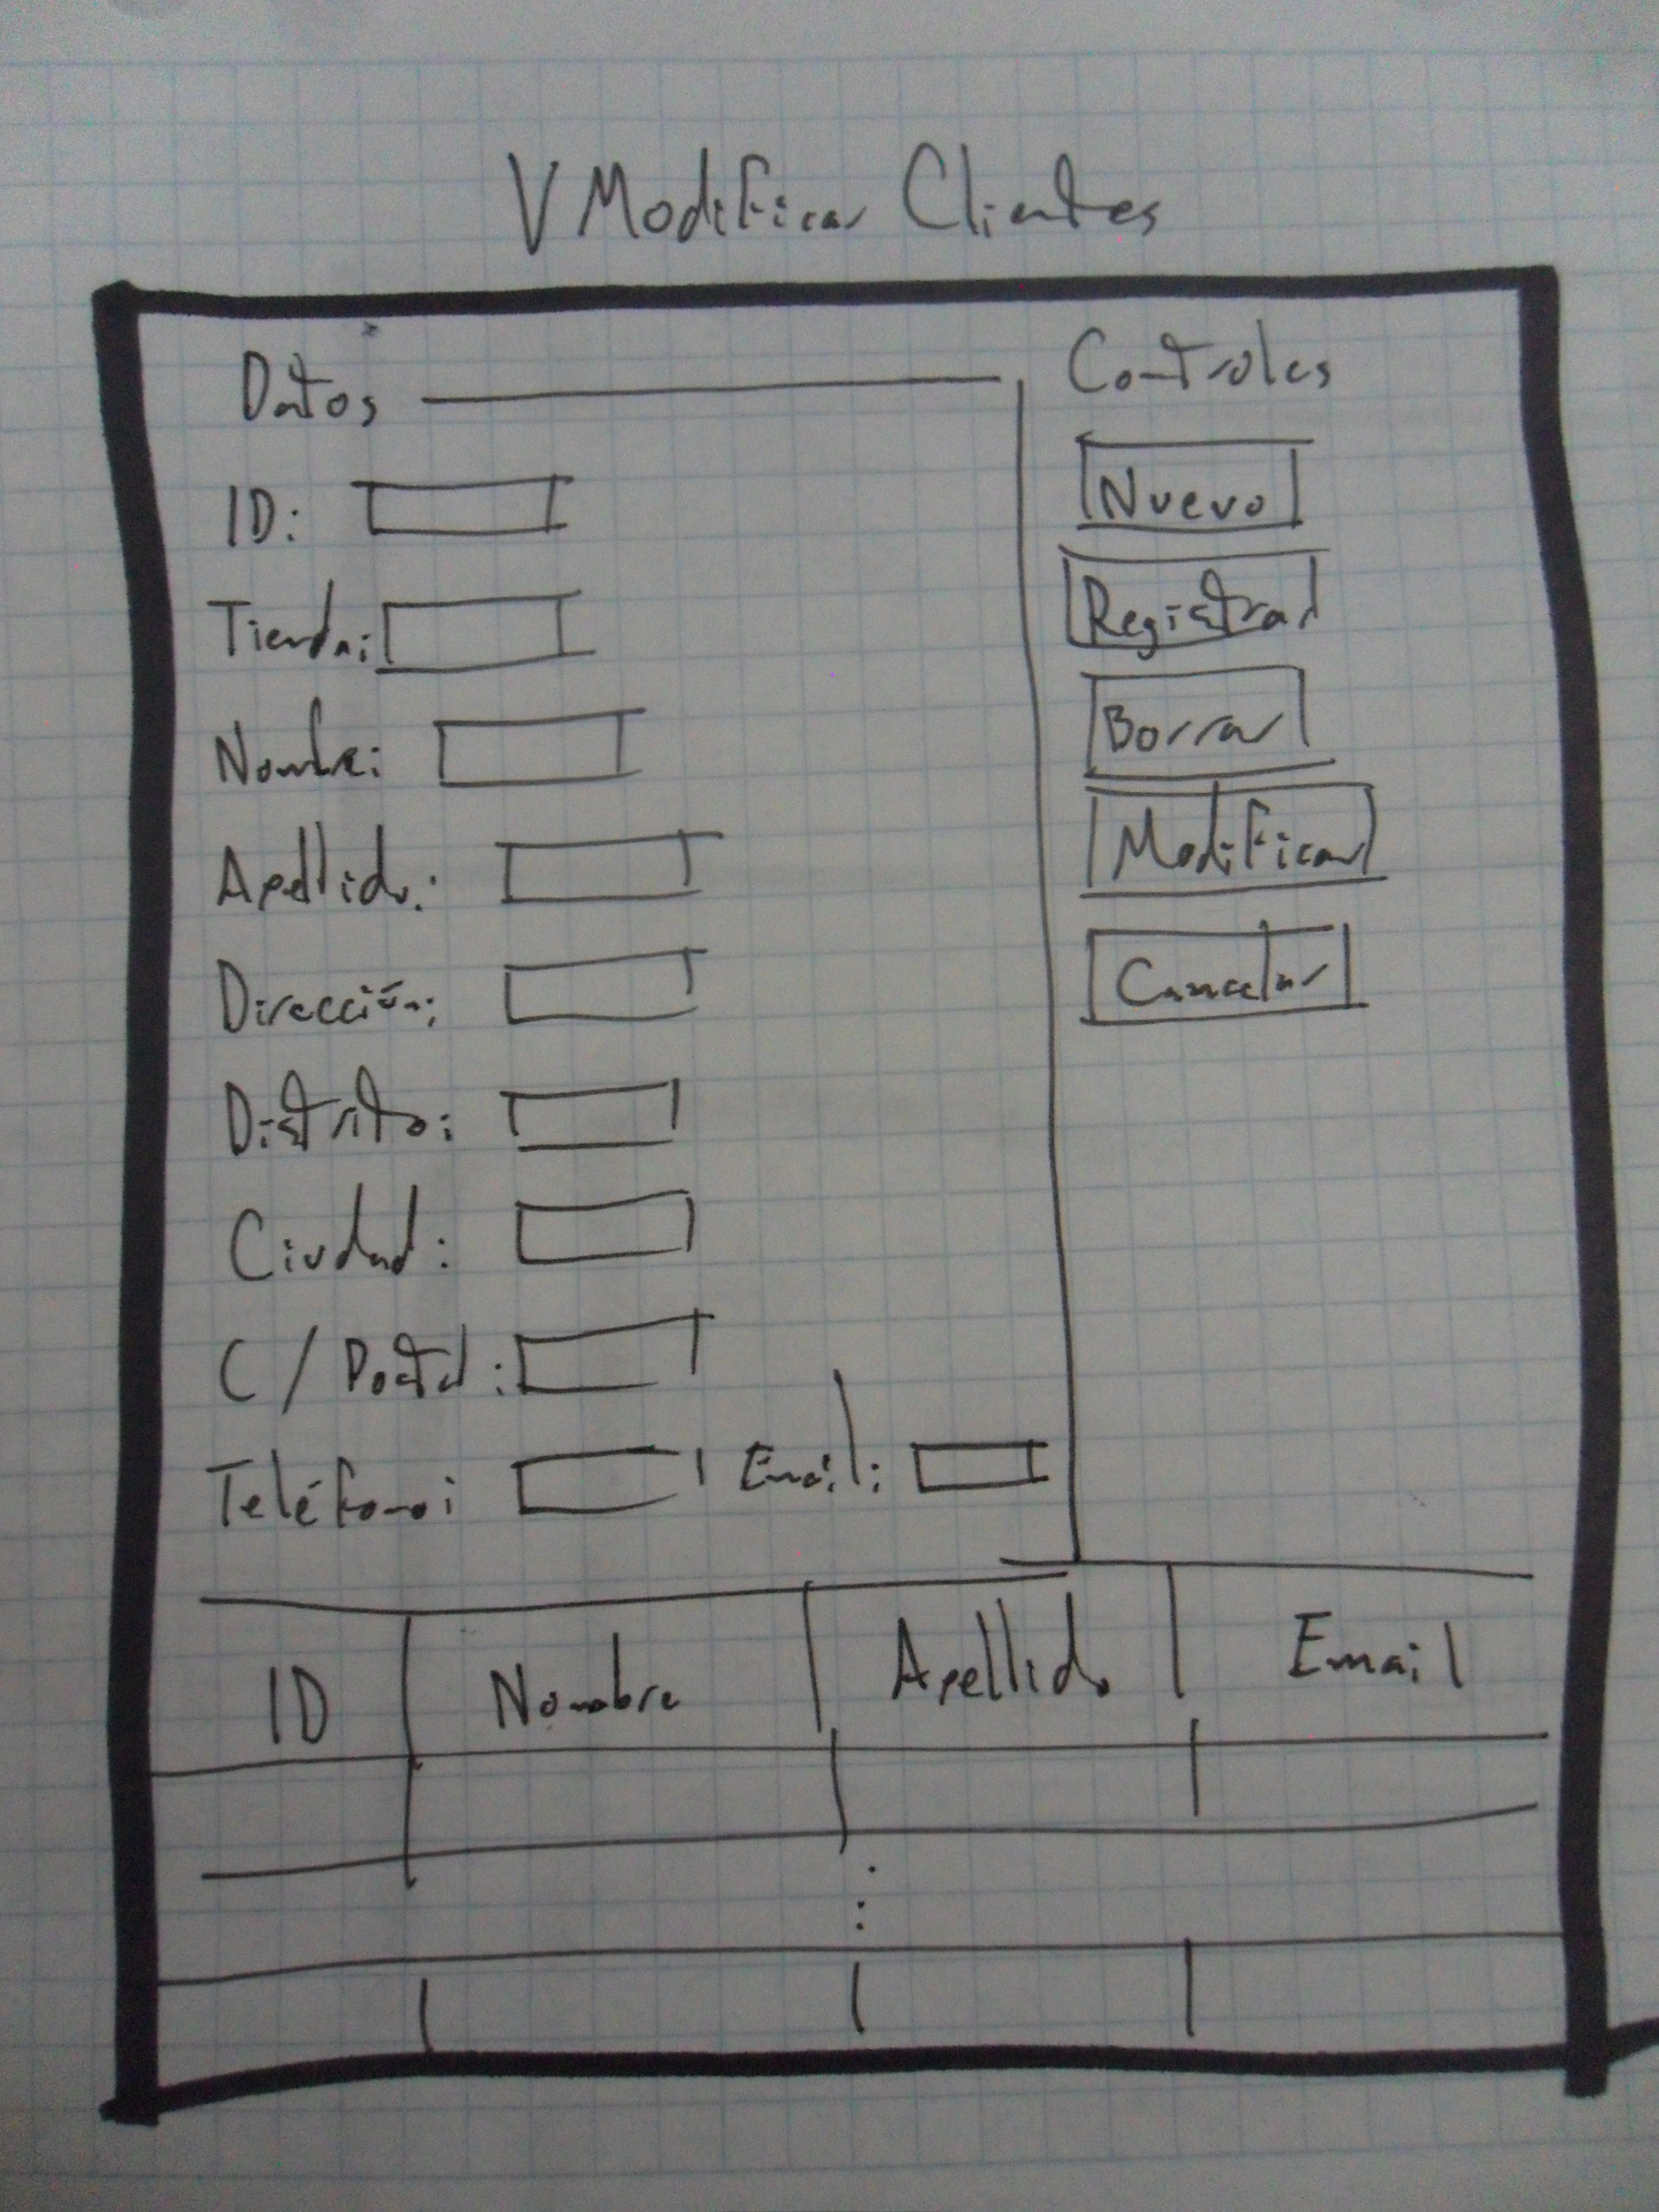 V Modificar Clientes
Datos
ID:
Tienda:
Nombre:
Apellido:
Dirección:
Distrito:
Ciudad:
C / Postal:
Teléfono: Email:
Controles
Nuevo
Registrar
Borrar
Modificar
Cancelar
ID Nombre Apellido Email